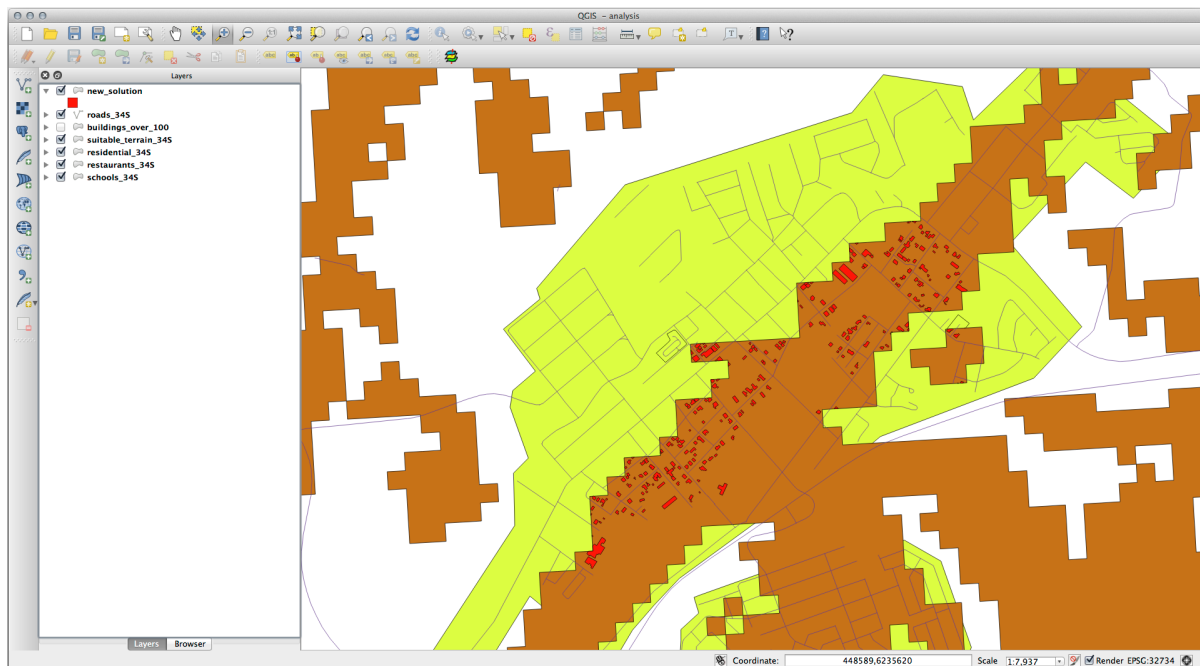 QGIS - analysis
Layers
new_solution
roads_34S
buildings_over_100
suitable_terrain_34S
residential_34S
restaurants_34S
schools_34S
Layers
Browser
Coordinate: 448589,6235620 Scale 1:7,937 Render EPSG:32734